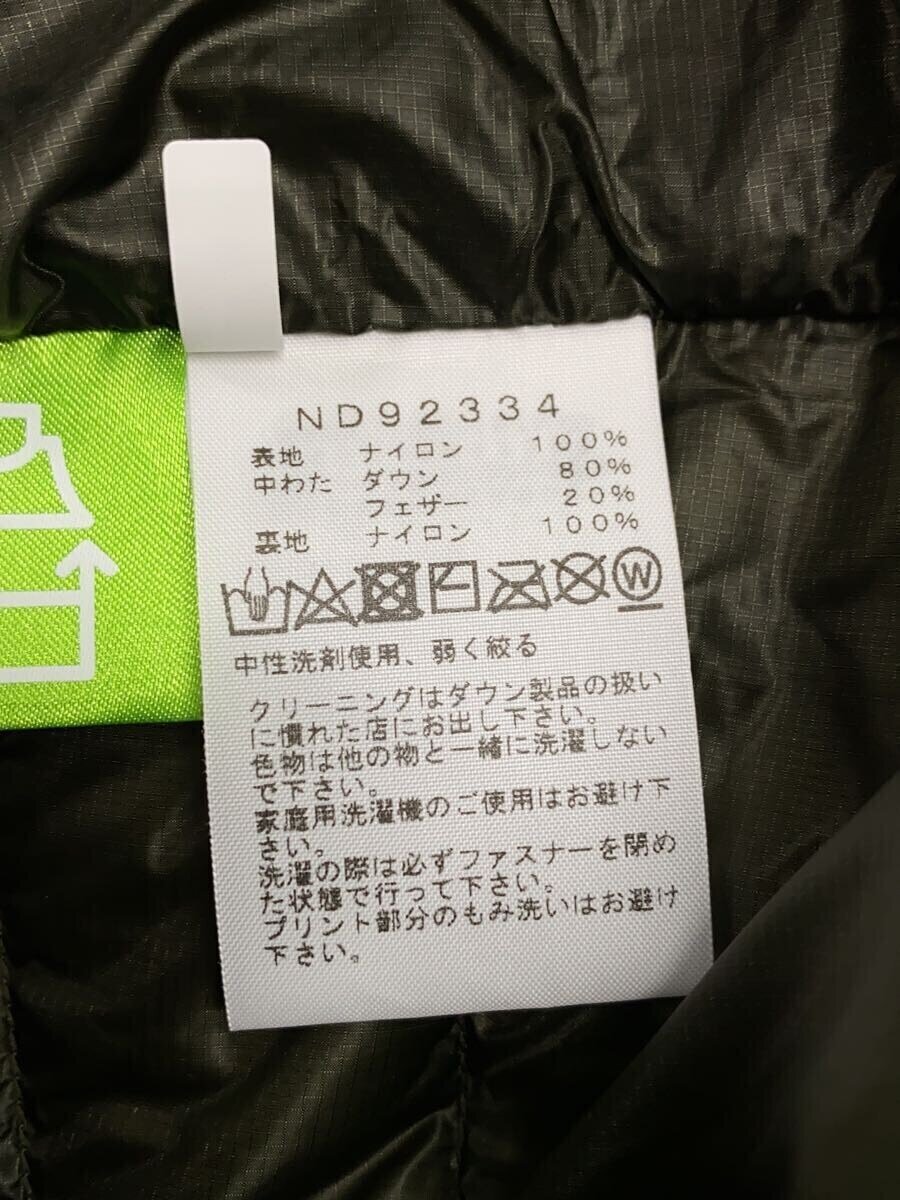 ND92334
表地 ナイロン 100%
中わた ダウン 80%
フェザー 20%
裏地 ナイロン 100%
W
中性洗剤使用、弱く絞る
クリーニングはダウン製品の扱い
に慣れた店にお出し下さい。
色物は他の物と一緒に洗濯しない
で下さい。
家庭用洗濯機のご使用はお避け下
さい。
洗濯の際は必ずファスナーを閉め
た状態で行って下さい。
プリント部分のもみ洗いはお避け
下さい。